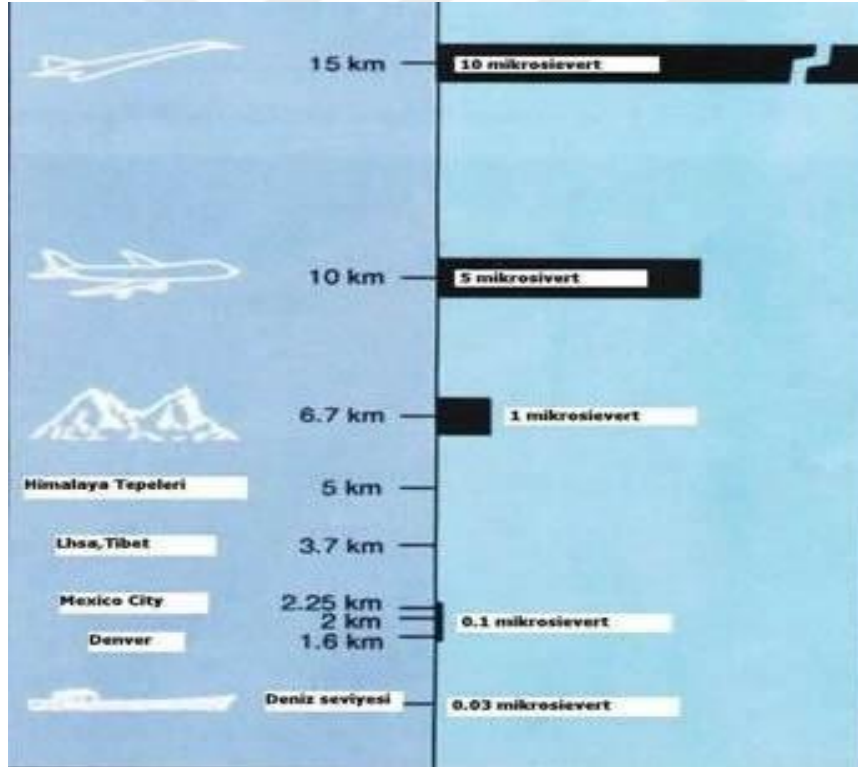 15 km 10 mikrosievert
10 km 5 mikrosivert
6.7 km 1 mikrosievert
Himalaya Tepeleri 5 km
Lhsa,Tibet 3.7 km
Mexico City 2.25 km
2 km 0.1 mikrosievert
Denver 1.6 km
Deniz seviyesi 0.03 mikrosievert